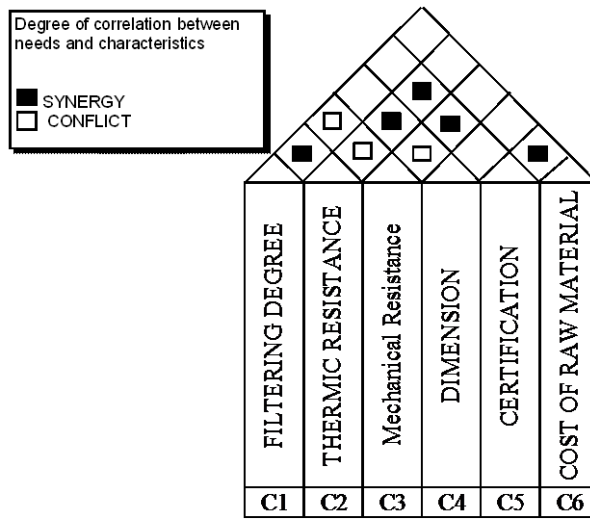 Degree of correlation between
needs and characteristics
SYNERGY
CONFLICT
FILTERING DEGREE
THERMIC RESISTANCE
Mechanical Resistance
DIMENSION
CERTIFICATION
COST OF RAW MATERIAL
C1 C2 C3 C4 C5 C6